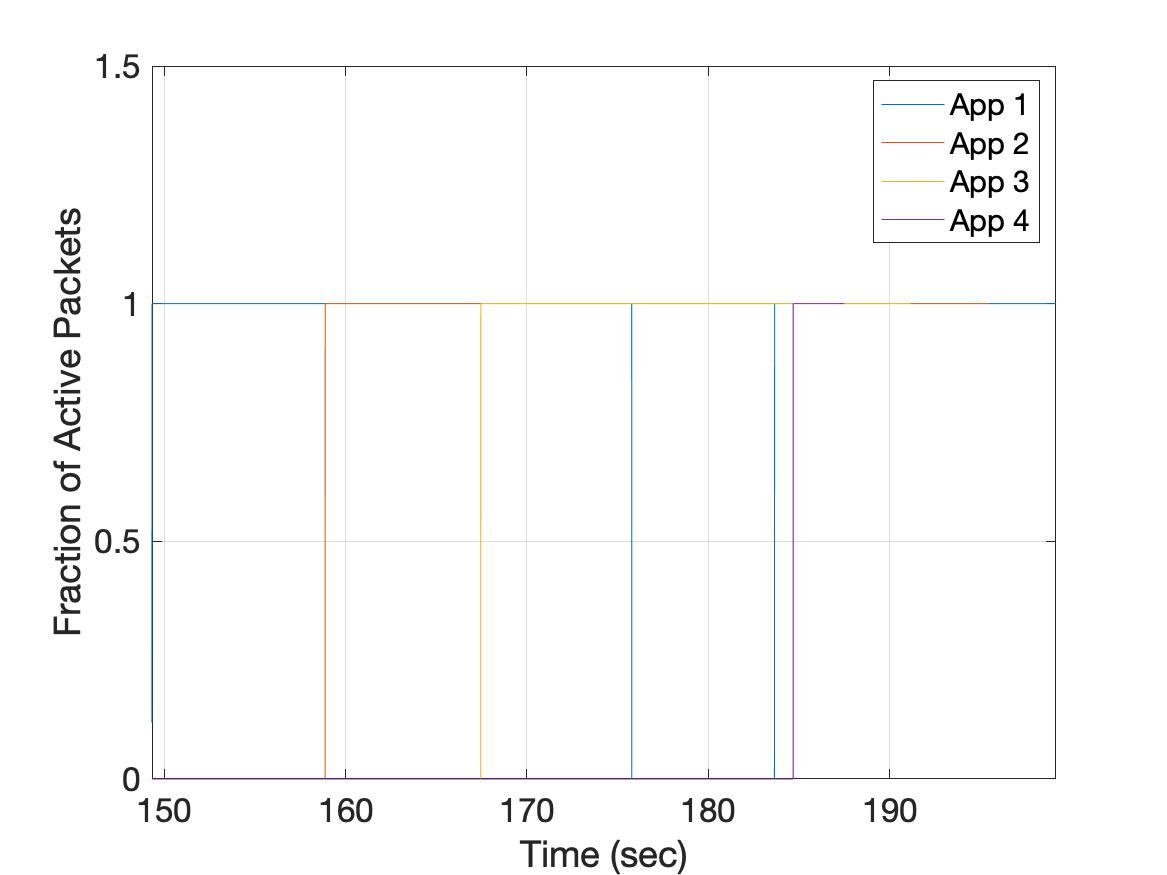 1.5
1
0.5
0
Fraction of Active Packets
App 1
App 2
App 3
App 4
150 160 170 180 190
Time (sec)